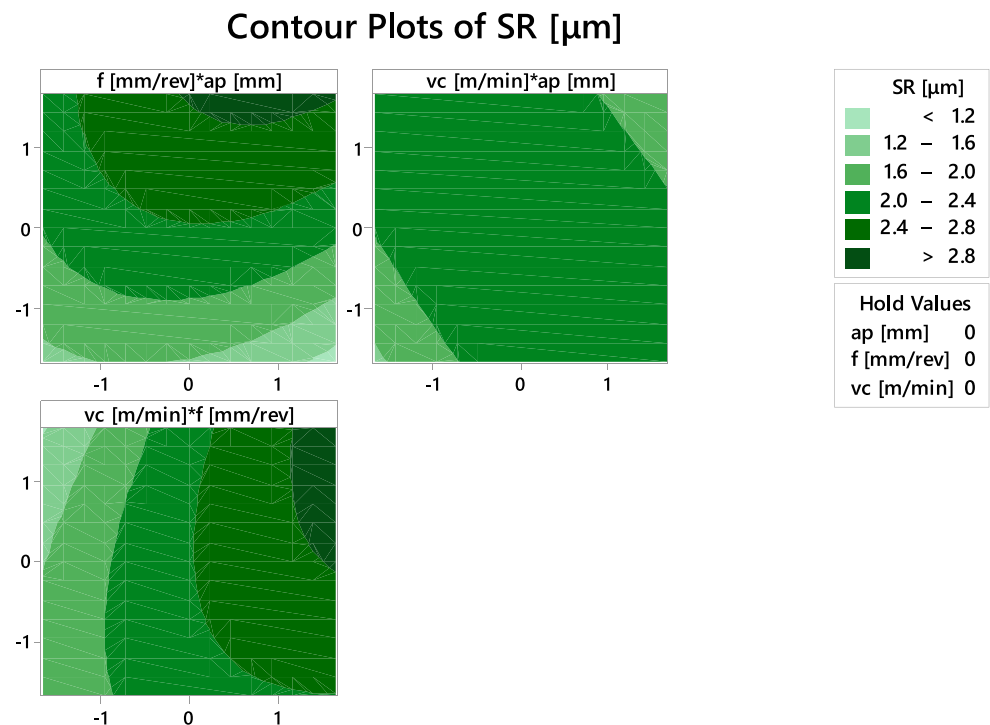 Contour Plots of SR [µm]
f [mm/rev]*ap [mm]
1
0
-1
-1 0 1
vc [m/min]*ap [mm]
1
0
-1
-1 0 1
vc [m/min]*f [mm/rev]
1
0
-1
-1 0 1
SR [µm]
< 1.2
1.2 – 1.6
1.6 – 2.0
2.0 – 2.4
2.4 – 2.8
> 2.8
Hold Values
ap [mm] 0
f [mm/rev] 0
vc [m/min] 0